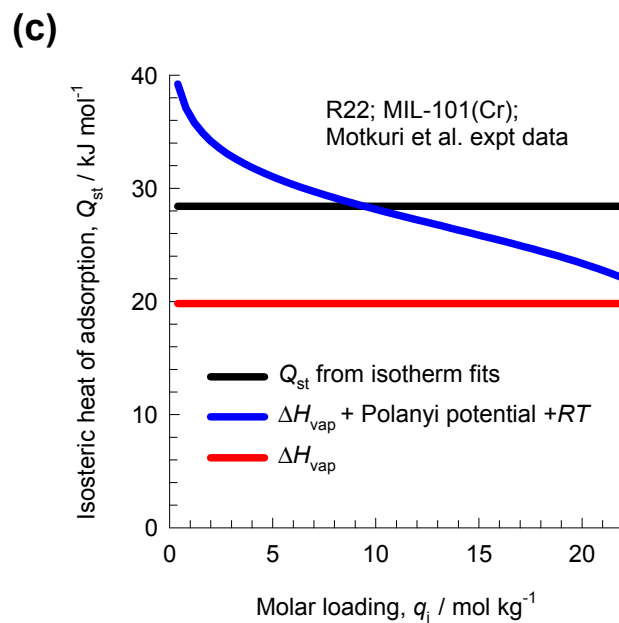 (c)
Isosteric heat of adsorption, Qst / kJ mol-1
40
30
20
10
0
R22; MIL-101(Cr);
Motkuri et al. expt data
Qst from isotherm fits
ΔHvap + Polanyi potential +RT
ΔHvap
0 5 10 15 20
Molar loading, qi / mol kg-1